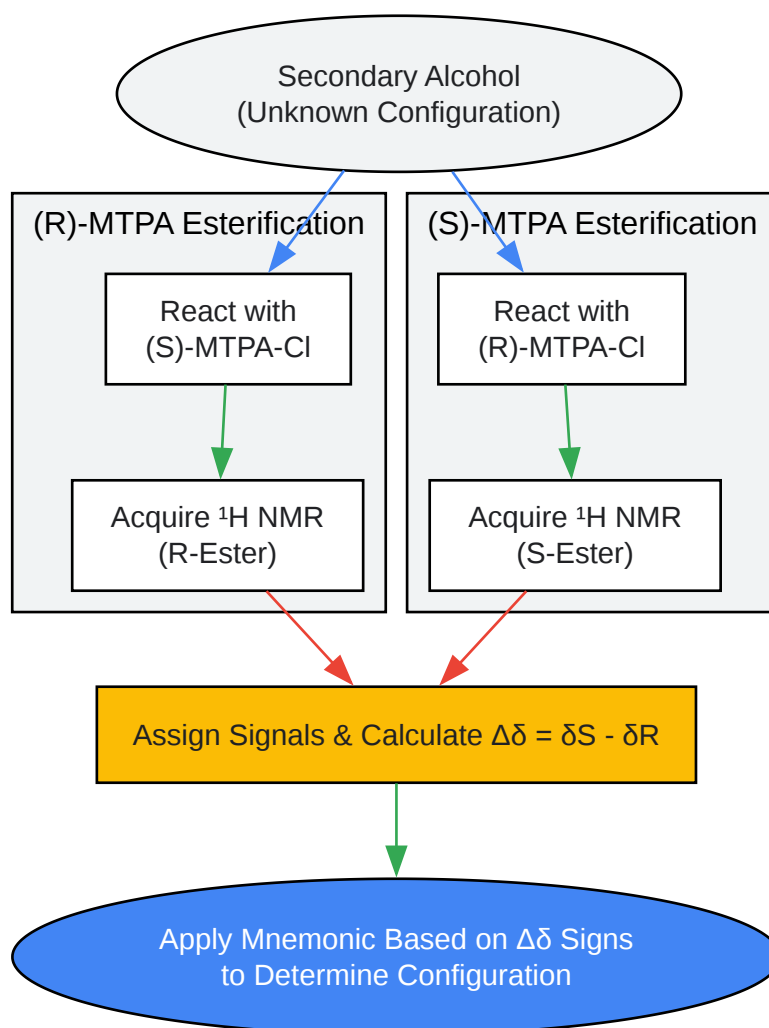 Secondary Alcohol
(Unknown Configuration)
(R)-MTPA Esterification
React with
(S)-MTPA-Cl
Acquire ¹H NMR
(R-Ester)
(S)-MTPA Esterification
React with
(R)-MTPA-Cl
Acquire ¹H NMR
(S-Ester)
Assign Signals & Calculate Δδ = δS - δR
Apply Mnemonic Based on Δδ Signs
to Determine Configuration